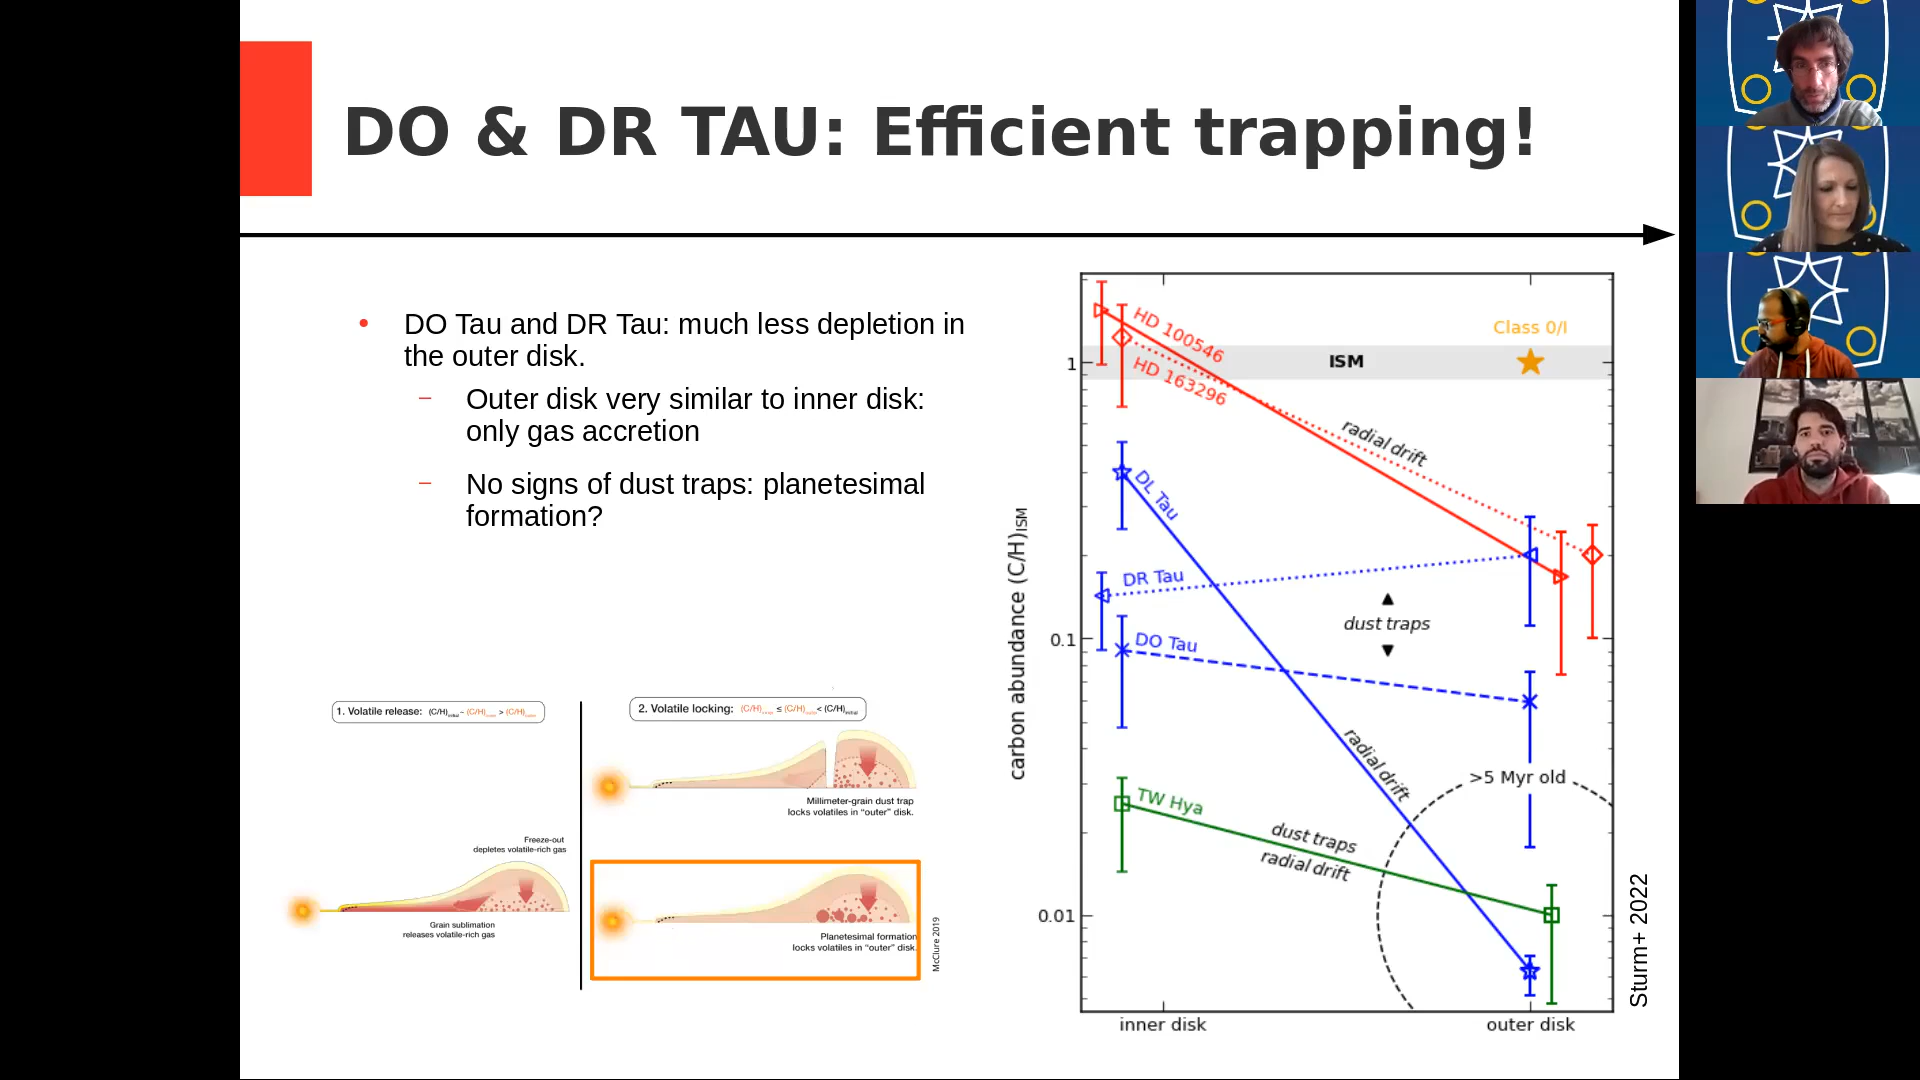 DO & DR TAU: Efficient trapping!
• DO Tau and DR Tau: much less depletion in
the outer disk.
– Outer disk very similar to inner disk:
only gas accretion
– No signs of dust traps: planetesimal
formation?
1. Volatile release: (C/H)initial ~ (C/H)inner > (C/H)outer
Freeze-out
depletes volatile-rich gas
Grain sublimation
releases volatile-rich gas
2. Volatile locking: (C/H)inner ≤ (C/H)outer < (C/H)initial
Millimeter-grain dust trap
locks volatiles in “outer” disk.
Planetesimal formation
locks volatiles in “outer” disk.
McClure 2019
carbon abundance (C/H)ISM
1
0.1
0.01
HD 100546
HD 163296
ISM
Class 0/I
radial drift
DL Tau
DR Tau
dust traps
DO Tau
radial drift
>5 Myr old
TW Hya
dust traps
radial drift
inner disk
outer disk
Sturm+ 2022